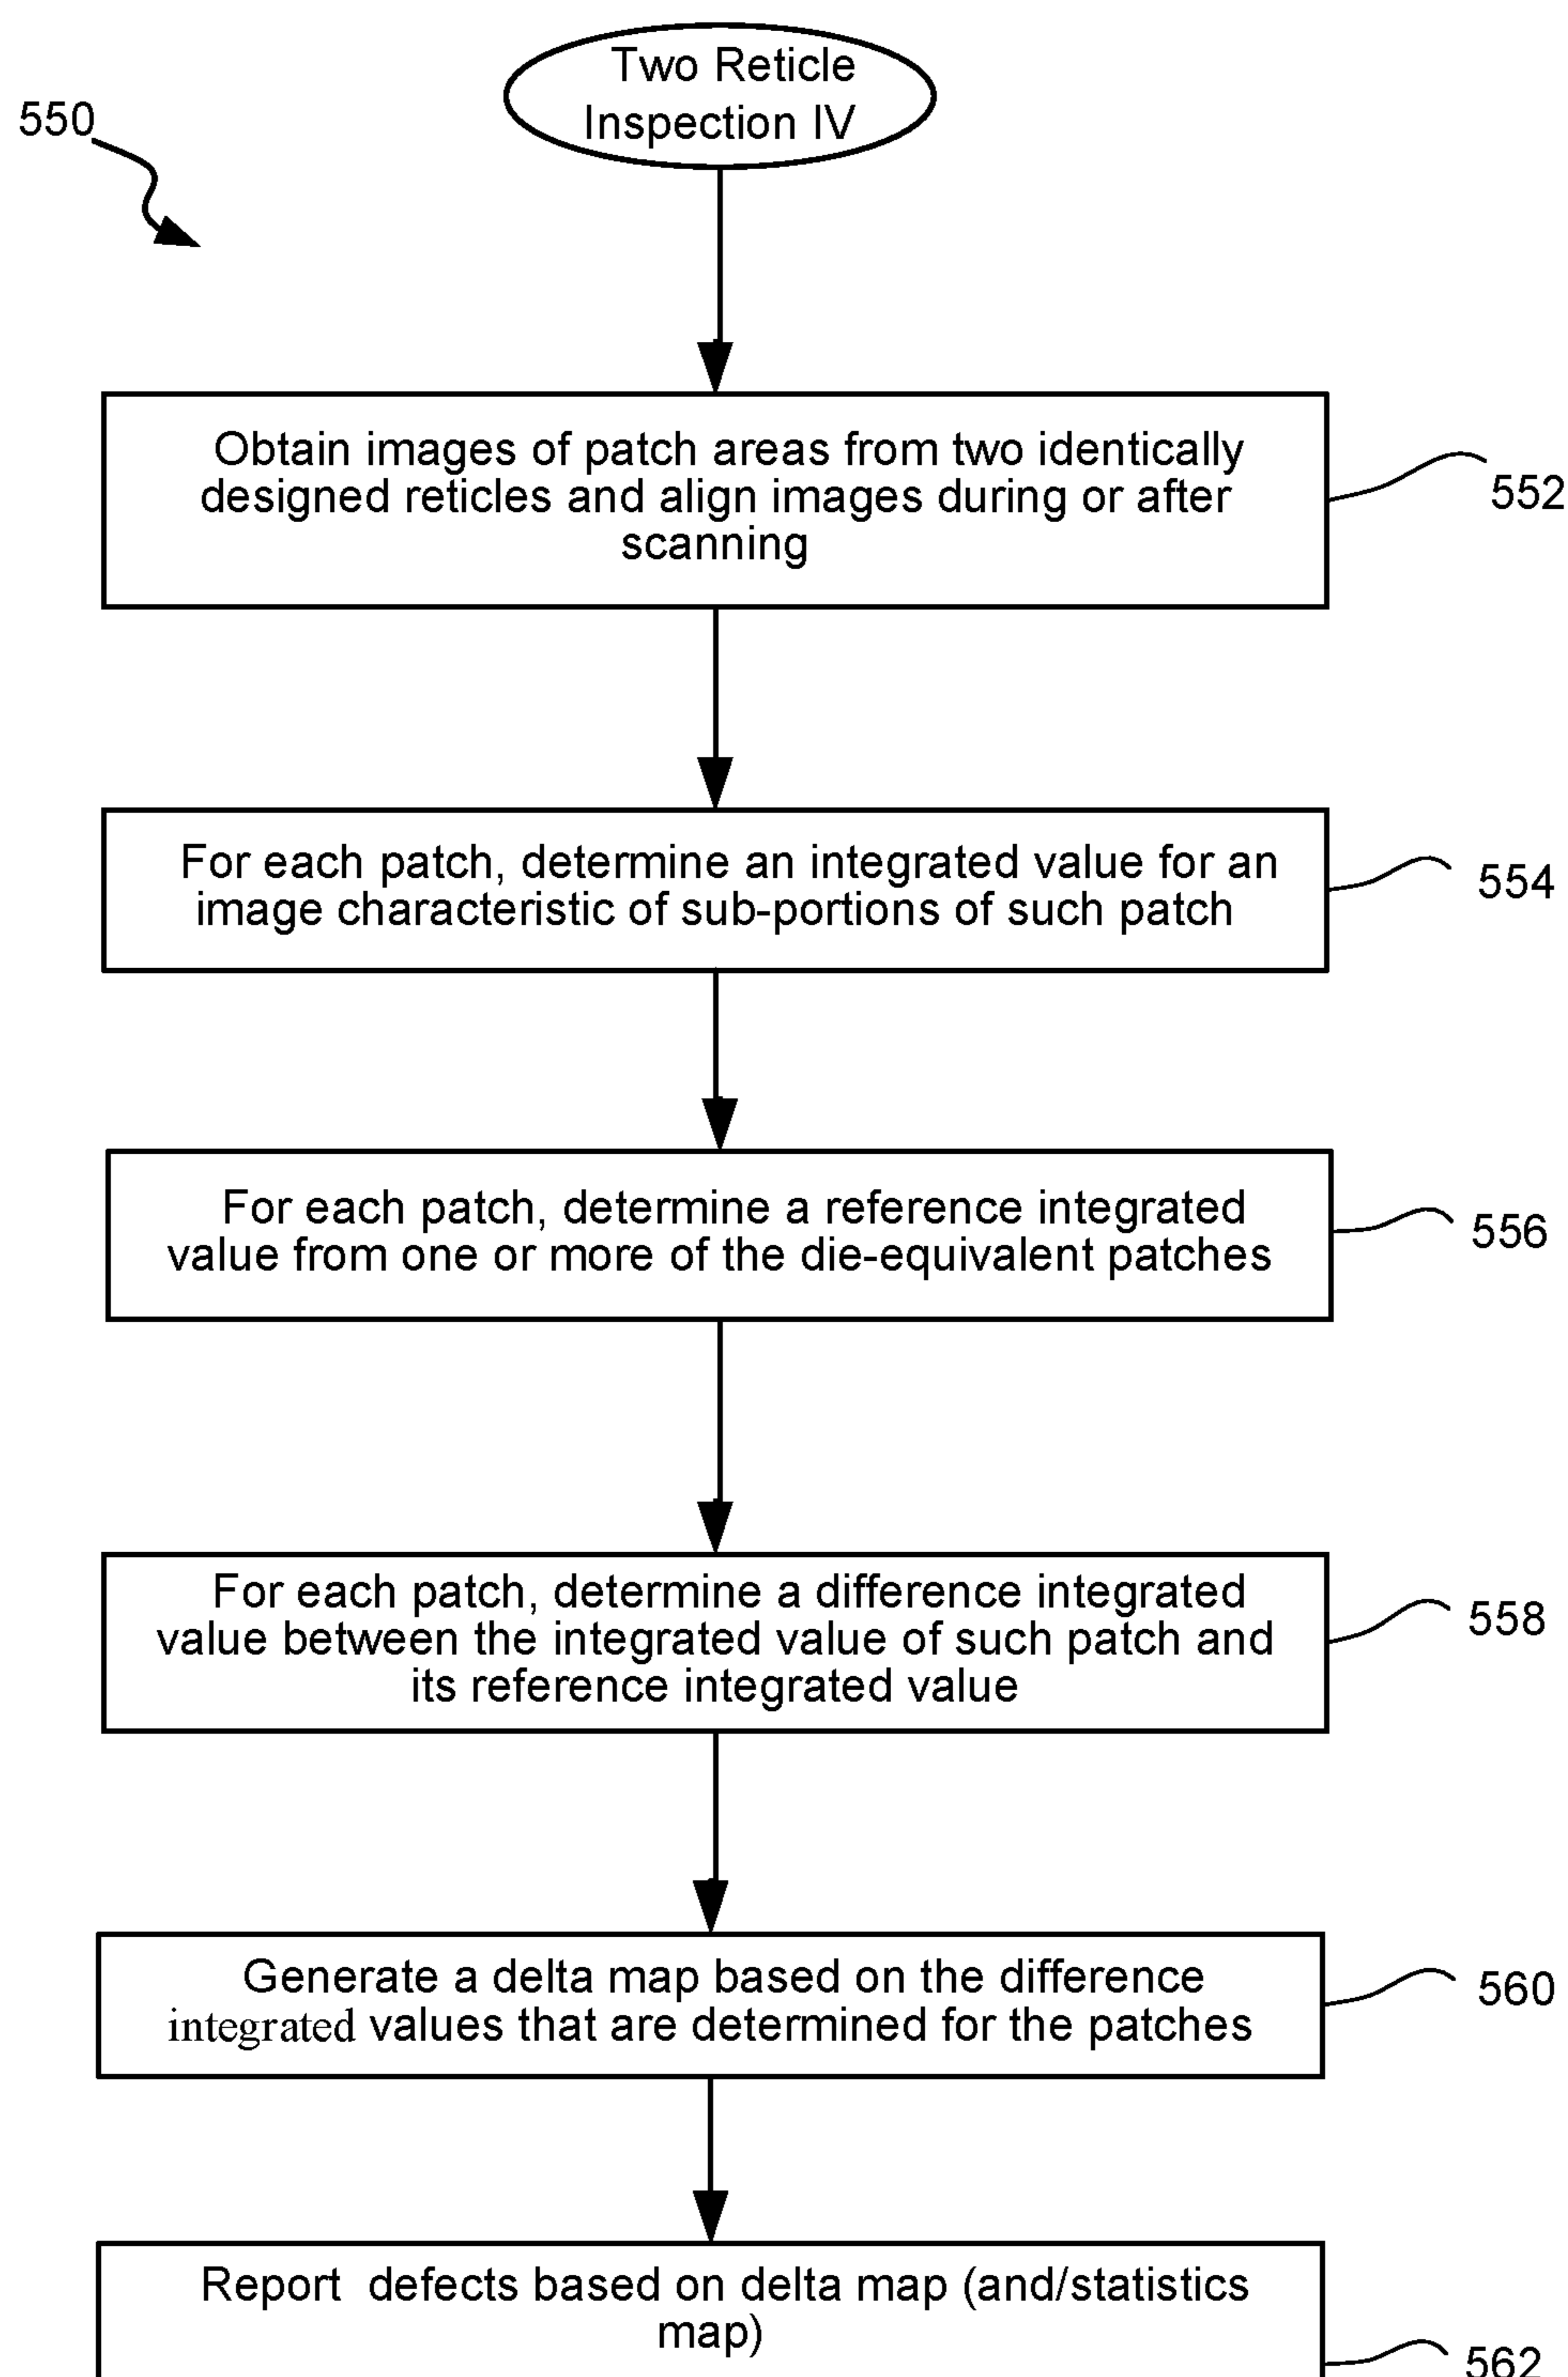 Two Reticle
Inspection IV
550
Obtain images of patch areas from two identically
designed reticles and align images during or after
scanning
552
For each patch, determine an integrated value for an
image characteristic of sub-portions of such patch
554
For each patch, determine a reference integrated
value from one or more of the die-equivalent patches
556
For each patch, determine a difference integrated
value between the integrated value of such patch and
its reference integrated value
558
Generate a delta map based on the difference
integrated values that are determined for the patches
560
Report defects based on delta map (and/statistics
map)
562